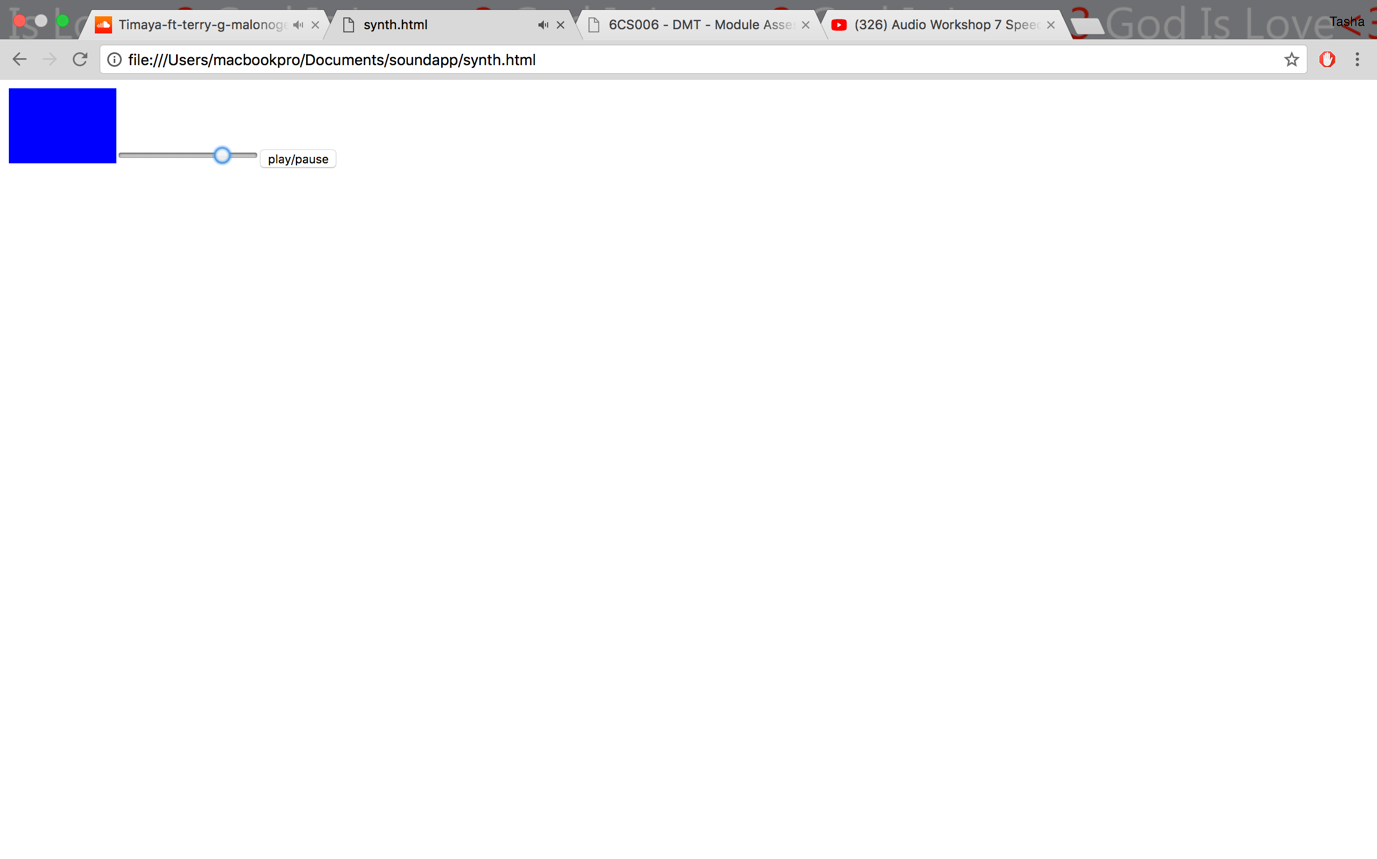 Timaya-ft-terry-g-malonog
synth.html
6CS006 - DMT - Module Asse
(326) Audio Workshop 7 Spee
God Is Love <3
Tasha
file:///Users/macbookpro/Documents/soundapp/synth.html
play/pause